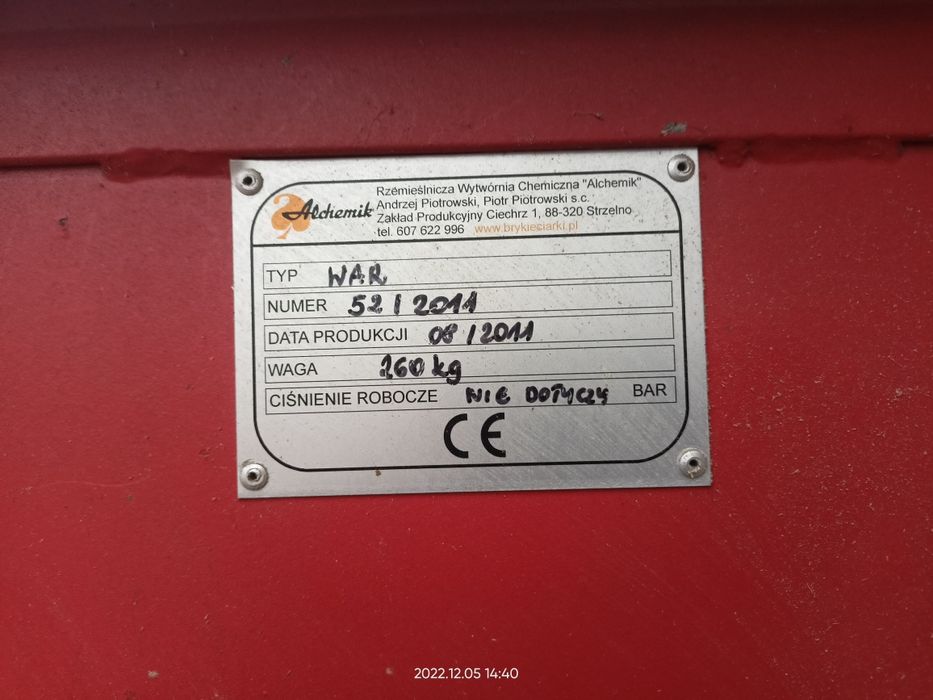 Rzemieślnicza Wytwórnia Chemiczna "Alchemik"
Alchemik
Andrzej Piotrowski, Piotr Piotrowski s.c.
Zakład Produkcyjny Ciechrz 1, 88-320 Strzelno
tel. 607 622 996 www.brykieciarki.pl
TYP WAR
NUMER 52 / 2011
DATA PRODUKCJI 08 / 2011
WAGA 260 kg
CIŚNIENIE ROBOCZE NIE DOTYCZY BAR
CE
2022.12.05 14:40